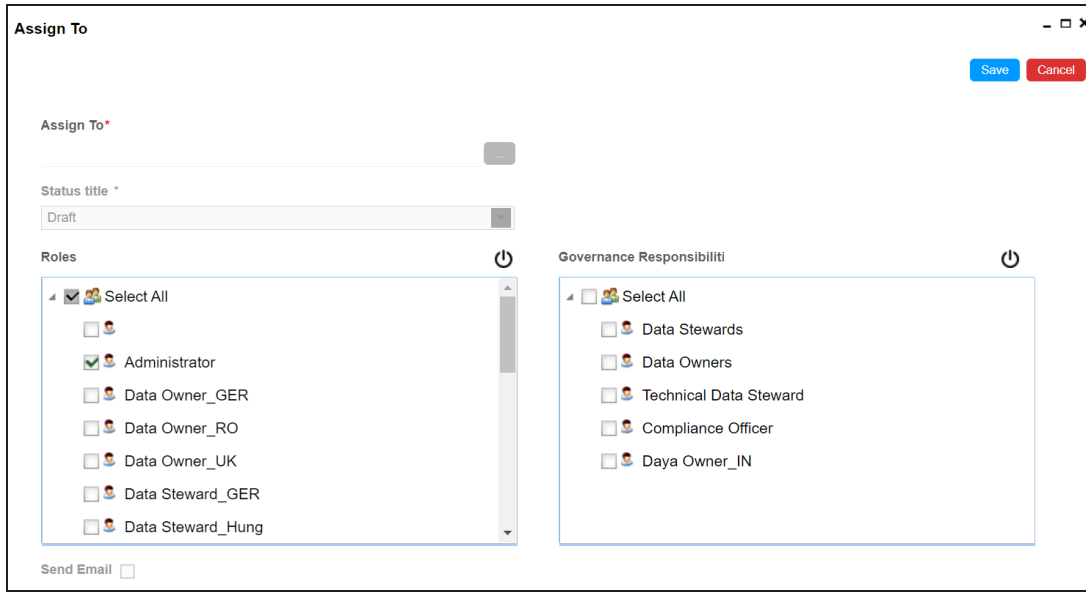 Assign To
Save Cancel
Assign To*
...
Status title *
Draft
Roles
Select All
Administrator
Data Owner_GER
Data Owner_RO
Data Owner_UK
Data Steward_GER
Data Steward_Hung
Governance Responsibiliti
Select All
Data Stewards
Data Owners
Technical Data Steward
Compliance Officer
Daya Owner_IN
Send Email